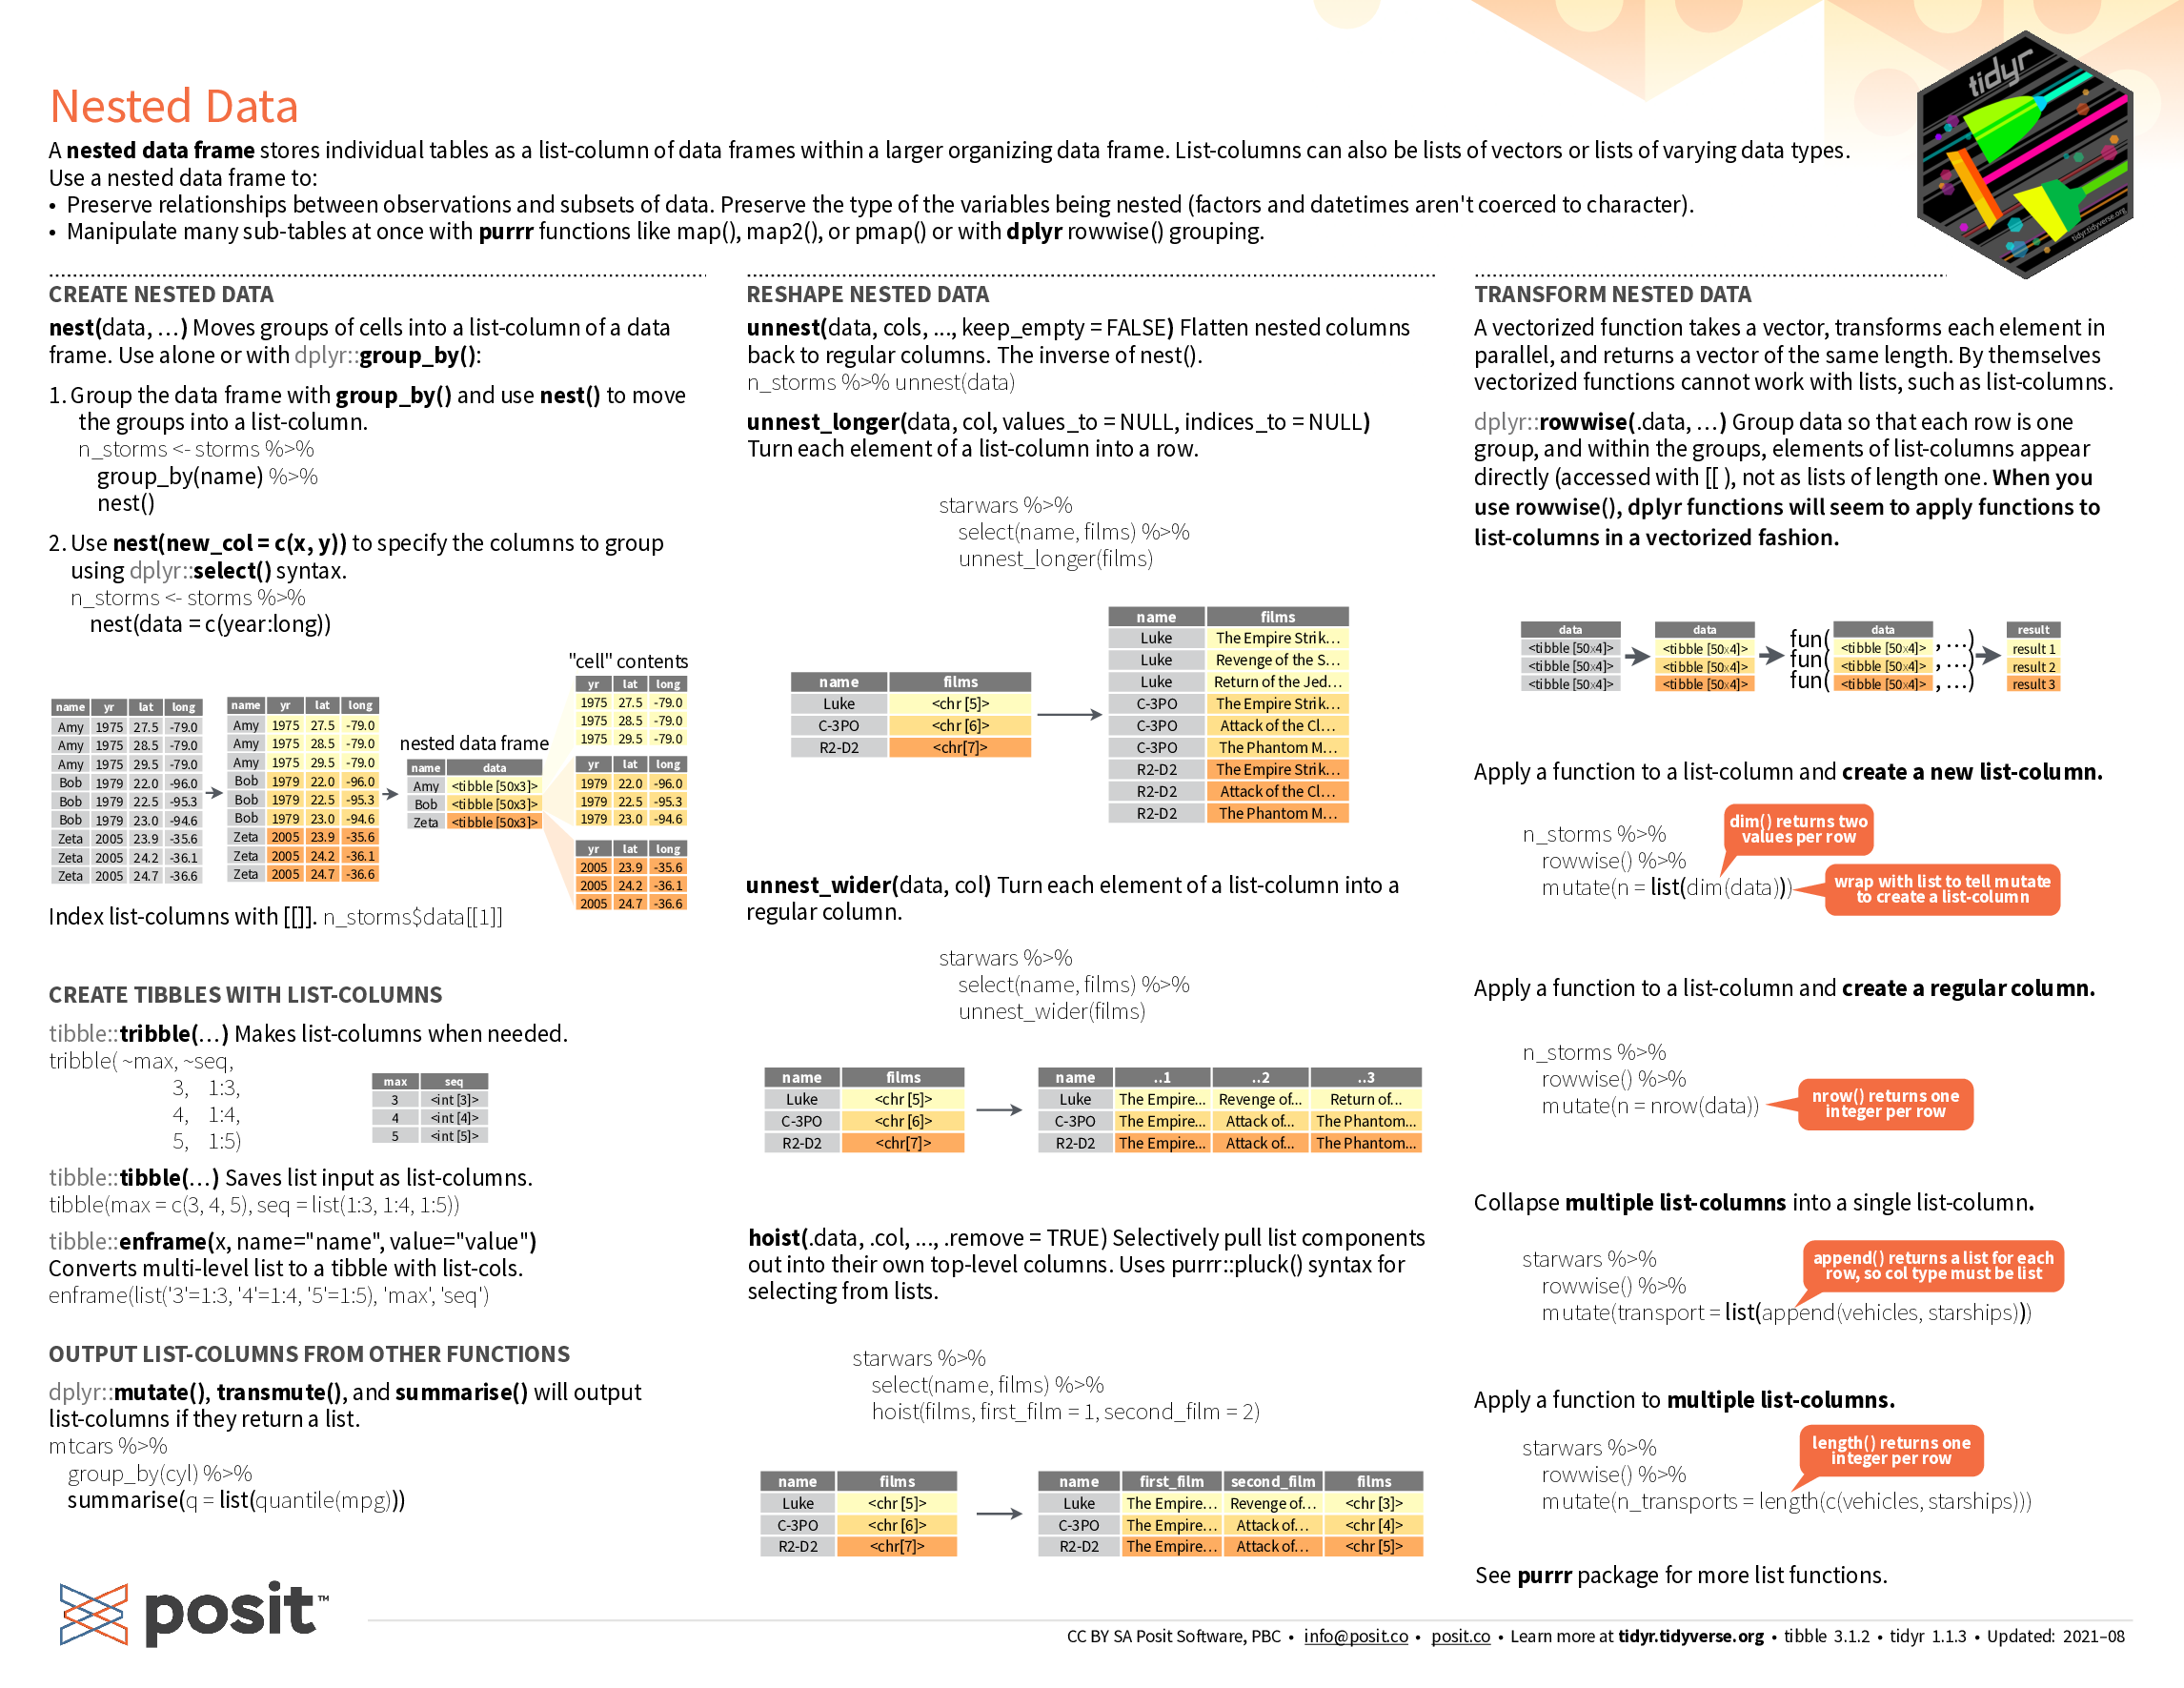 tidyr
tidyr.tidyverse.org
Nested Data
A nested data frame stores individual tables as a list-column of data frames within a larger organizing data frame. List-columns can also be lists of vectors or lists of varying data types.
Use a nested data frame to:
• Preserve relationships between observations and subsets of data. Preserve the type of the variables being nested (factors and datetimes aren't coerced to character).
• Manipulate many sub-tables at once with purrr functions like map(), map2(), or pmap() or with dplyr rowwise() grouping.
CREATE NESTED DATA
nest(data, …) Moves groups of cells into a list-column of a data
frame. Use alone or with dplyr::group_by():
1. Group the data frame with group_by() and use nest() to move
the groups into a list-column.
n_storms <- storms %>%
group_by(name) %>%
nest()
2. Use nest(new_col = c(x, y)) to specify the columns to group
using dplyr::select() syntax.
n_storms <- storms %>%
nest(data = c(year:long))
name yr lat long
Amy 1975 27.5 -79.0
Amy 1975 28.5 -79.0
Amy 1975 29.5 -79.0
Bob 1979 22.0 -96.0
Bob 1979 22.5 -95.3
Bob 1979 23.0 -94.6
Zeta 2005 23.9 -35.6
Zeta 2005 24.2 -36.1
Zeta 2005 24.7 -36.6
name yr lat long
Amy 1975 27.5 -79.0
Amy 1975 28.5 -79.0
Amy 1975 29.5 -79.0
Bob 1979 22.0 -96.0
Bob 1979 22.5 -95.3
Bob 1979 23.0 -94.6
Zeta 2005 23.9 -35.6
Zeta 2005 24.2 -36.1
Zeta 2005 24.7 -36.6
nested data frame
name data
Amy <tibble [50x3]>
Bob <tibble [50x3]>
Zeta <tibble [50x3]>
"cell" contents
yr lat long
1975 27.5 -79.0
1975 28.5 -79.0
1975 29.5 -79.0
yr lat long
1979 22.0 -96.0
1979 22.5 -95.3
1979 23.0 -94.6
yr lat long
2005 23.9 -35.6
2005 24.2 -36.1
2005 24.7 -36.6
Index list-columns with [[]]. n_storms$data[[1]]
CREATE TIBBLES WITH LIST-COLUMNS
tibble::tribble(…) Makes list-columns when needed.
tribble( ~max, ~seq,
3, 1:3,
4, 1:4,
5, 1:5)
max seq
3 <int [3]>
4 <int [4]>
5 <int [5]>
tibble::tibble(…) Saves list input as list-columns.
tibble(max = c(3, 4, 5), seq = list(1:3, 1:4, 1:5))
tibble::enframe(x, name="name", value="value")
Converts multi-level list to a tibble with list-cols.
enframe(list('3'=1:3, '4'=1:4, '5'=1:5), 'max', 'seq')
OUTPUT LIST-COLUMNS FROM OTHER FUNCTIONS
dplyr::mutate(), transmute(), and summarise() will output
list-columns if they return a list.
mtcars %>%
group_by(cyl) %>%
summarise(q = list(quantile(mpg)))
RESHAPE NESTED DATA
unnest(data, cols, ..., keep_empty = FALSE) Flatten nested columns
back to regular columns. The inverse of nest().
n_storms %>% unnest(data)
unnest_longer(data, col, values_to = NULL, indices_to = NULL)
Turn each element of a list-column into a row.
starwars %>%
select(name, films) %>%
unnest_longer(films)
name films
Luke <chr [5]>
C-3PO <chr [6]>
R2-D2 <chr[7]>
name films
Luke The Empire Strik…
Luke Revenge of the S…
Luke Return of the Jed…
C-3PO The Empire Strik…
C-3PO Attack of the Cl…
C-3PO The Phantom M…
R2-D2 The Empire Strik…
R2-D2 Attack of the Cl…
R2-D2 The Phantom M…
unnest_wider(data, col) Turn each element of a list-column into a
regular column.
starwars %>%
select(name, films) %>%
unnest_wider(films)
name films
Luke <chr [5]>
C-3PO <chr [6]>
R2-D2 <chr[7]>
name ..1 ..2 ..3
Luke The Empire... Revenge of... Return of...
C-3PO The Empire... Attack of... The Phantom...
R2-D2 The Empire... Attack of... The Phantom...
hoist(.data, .col, ..., .remove = TRUE) Selectively pull list components
out into their own top-level columns. Uses purrr::pluck() syntax for
selecting from lists.
starwars %>%
select(name, films) %>%
hoist(films, first_film = 1, second_film = 2)
name films
Luke <chr [5]>
C-3PO <chr [6]>
R2-D2 <chr[7]>
name first_film second_film films
Luke The Empire… Revenge of… <chr [3]>
C-3PO The Empire… Attack of… <chr [4]>
R2-D2 The Empire… Attack of… <chr [5]>
TRANSFORM NESTED DATA
A vectorized function takes a vector, transforms each element in
parallel, and returns a vector of the same length. By themselves
vectorized functions cannot work with lists, such as list-columns.
dplyr::rowwise(.data, …) Group data so that each row is one
group, and within the groups, elements of list-columns appear
directly (accessed with [[ ), not as lists of length one. When you
use rowwise(), dplyr functions will seem to apply functions to
list-columns in a vectorized fashion.
data
<tibble [50x4]>
<tibble [50x4]>
<tibble [50x4]>
data
<tibble [50x4]>
<tibble [50x4]>
<tibble [50x4]>
data
fun( <tibble [50x4]> , …)
fun( <tibble [50x4]> , …)
fun( <tibble [50x4]> , …)
result
result 1
result 2
result 3
Apply a function to a list-column and create a new list-column.
n_storms %>%
rowwise() %>%
mutate(n = list(dim(data)))
dim() returns two
values per row
wrap with list to tell mutate
to create a list-column
Apply a function to a list-column and create a regular column.
n_storms %>%
rowwise() %>%
mutate(n = nrow(data))
nrow() returns one
integer per row
Collapse multiple list-columns into a single list-column.
starwars %>%
rowwise() %>%
mutate(transport = list(append(vehicles, starships)))
append() returns a list for each
row, so col type must be list
Apply a function to multiple list-columns.
starwars %>%
rowwise() %>%
mutate(n_transports = length(c(vehicles, starships)))
length() returns one
integer per row
See purrr package for more list functions.
posit™
CC BY SA Posit Software, PBC • info@posit.co • posit.co • Learn more at tidyr.tidyverse.org • tibble 3.1.2 • tidyr 1.1.3 • Updated: 2021–08